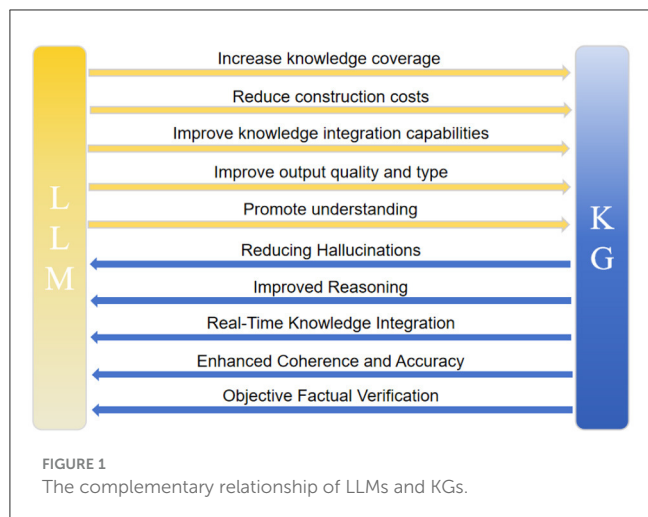 Increase knowledge coverage
Reduce construction costs
Improve knowledge integration capabilities
Improve output quality and type
Promote understanding
Reducing Hallucinations
Improved Reasoning
Real-Time Knowledge Integration
Enhanced Coherence and Accuracy
Objective Factual Verification
LLM
KG
FIGURE 1
The complementary relationship of LLMs and KGs.